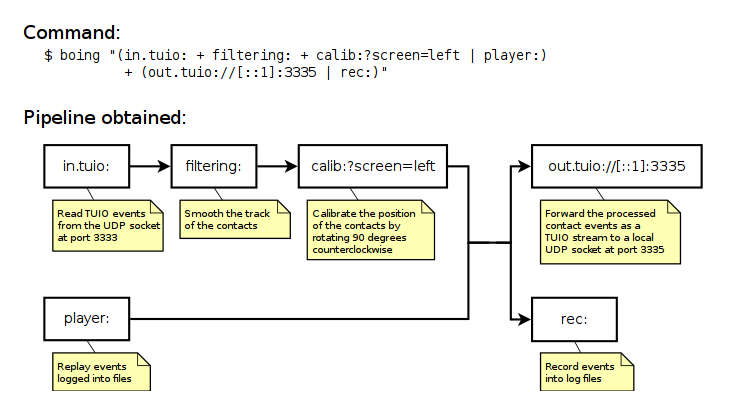 Command:
$ boing "(in.tuio: + filtering: + calib:?screen=left | player:)
+ (out.tuio://[::1]:3335 | rec:)"
Pipeline obtained:
in.tuio:
filtering:
calib:?screen=left
out.tuio://[::1]:3335
Read TUIO events
from the UDP socket
at port 3333
Smooth the track
of the contacts
Calibrate the position
of the contacts by
rotating 90 degrees
counterclockwise
Forward the processed
contact events as a
TUIO stream to a local
UDP socket at port 3335
player:
rec:
Replay events
logged into files
Record events
into log files